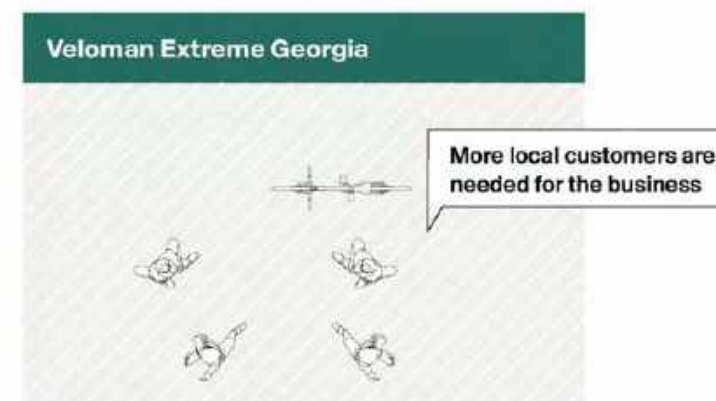 Veloman Extreme Georgia
More local customers are
needed for the business